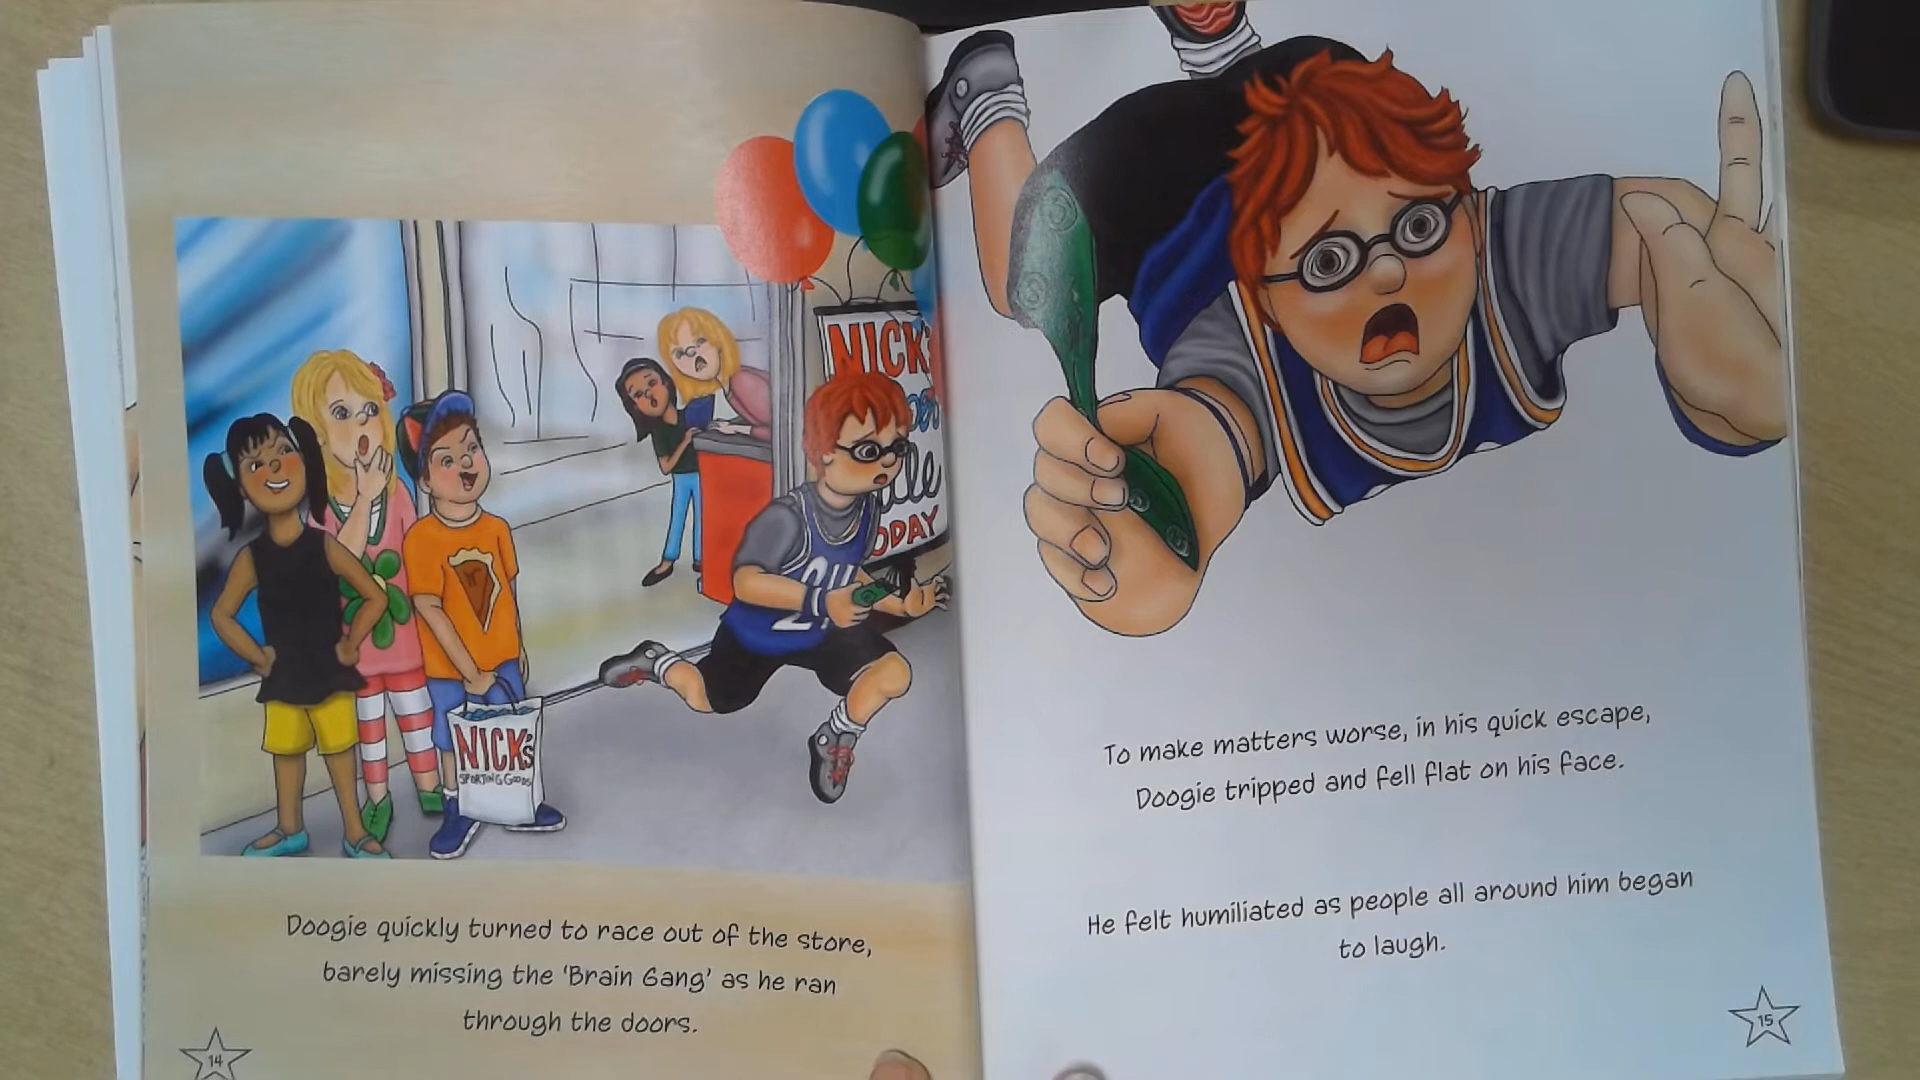 NICK'S
TODAY
24
NICK's
SPORTING GOODS
Doogie quickly turned to race out of the store,
barely missing the 'Brain Gang' as he ran
through the doors.
14
To make matters worse, in his quick escape,
Doogie tripped and fell flat on his face.
He felt humiliated as people all around him began
to laugh.
15